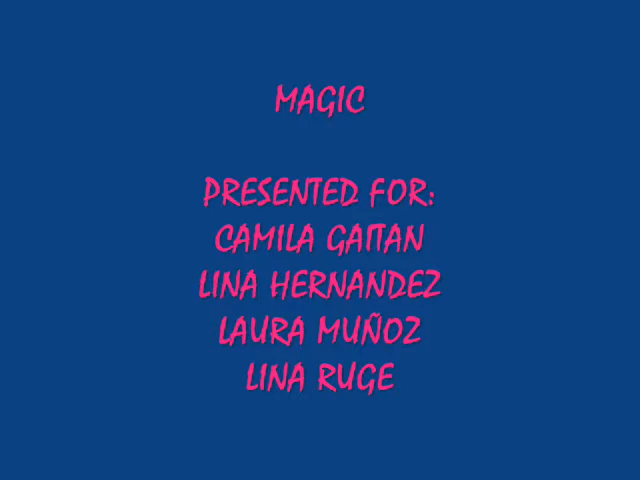 MAGIC
PRESENTED FOR:
CAMILA GAITAN
LINA HERNANDEZ
LAURA MUÑOZ
LINA RUGE